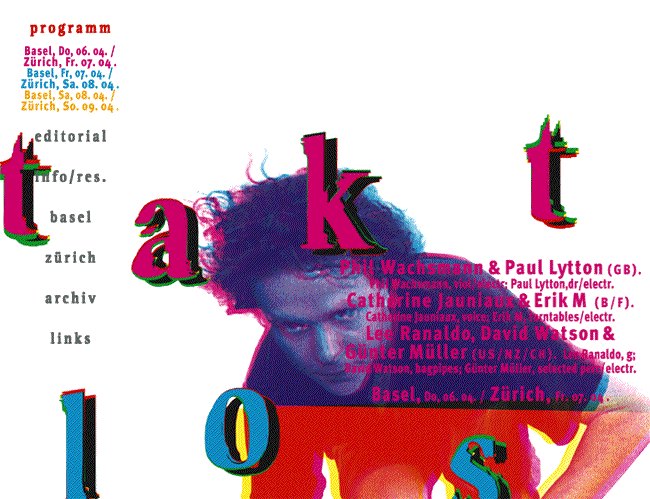 programm
Basel, Do, 06. 04. /
Zürich, Fr. 07. 04.
Basel, Fr, 07. 04. /
Zürich, Sa. 08. 04.
Basel, Sa, 08. 04. /
Zürich, So. 09. 04.
editorial
info/res.
basel
zürich
archiv
links
t a k t
l o s
Phil Wachsmann & Paul Lytton (GB).
Phil Wachsmann, viol/electr; Paul Lytton,dr/electr.
Catherine Jauniaux & Erik M (B/F).
Catherine Jauniaux, voice; Erik M, turntables/electr.
Lee Ranaldo, David Watson &
Günter Müller (US/NZ/CH). Lee Ranaldo, g;
David Watson, bagpipes; Günter Müller, selected perc/electr.
Basel, Do, 06. 04. / Zürich, Fr. 07. 04.